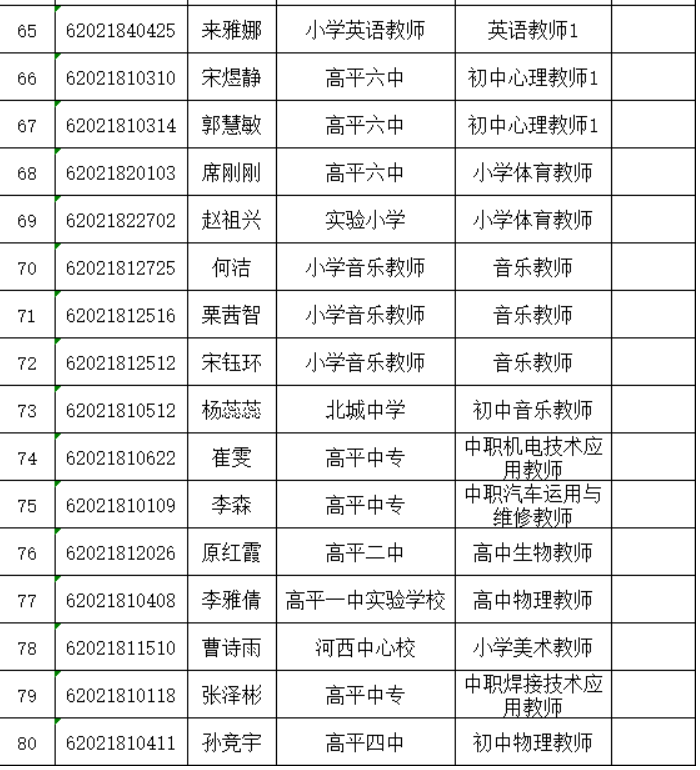 65 62021840425 来雅娜 小学英语教师 英语教师1
66 62021810310 宋煜静 高平六中 初中心理教师1
67 62021810314 郭慧敏 高平六中 初中心理教师1
68 62021820103 席刚刚 高平六中 小学体育教师
69 62021822702 赵祖兴 实验小学 小学体育教师
70 62021812725 何洁 小学音乐教师 音乐教师
71 62021812516 栗茜智 小学音乐教师 音乐教师
72 62021812512 宋钰环 小学音乐教师 音乐教师
73 62021810512 杨蕊蕊 北城中学 初中音乐教师
74 62021810622 崔雯 高平中专 中职机电技术应
用教师
75 62021810109 李森 高平中专 中职汽车运用与
维修教师
76 62021812026 原红霞 高平二中 高中生物教师
77 62021810408 李雅倩 高平一中实验学校 高中物理教师
78 62021811510 曹诗雨 河西中心校 小学美术教师
79 62021810118 张泽彬 高平中专 中职焊接技术应
用教师
80 62021810411 孙竞宇 高平四中 初中物理教师